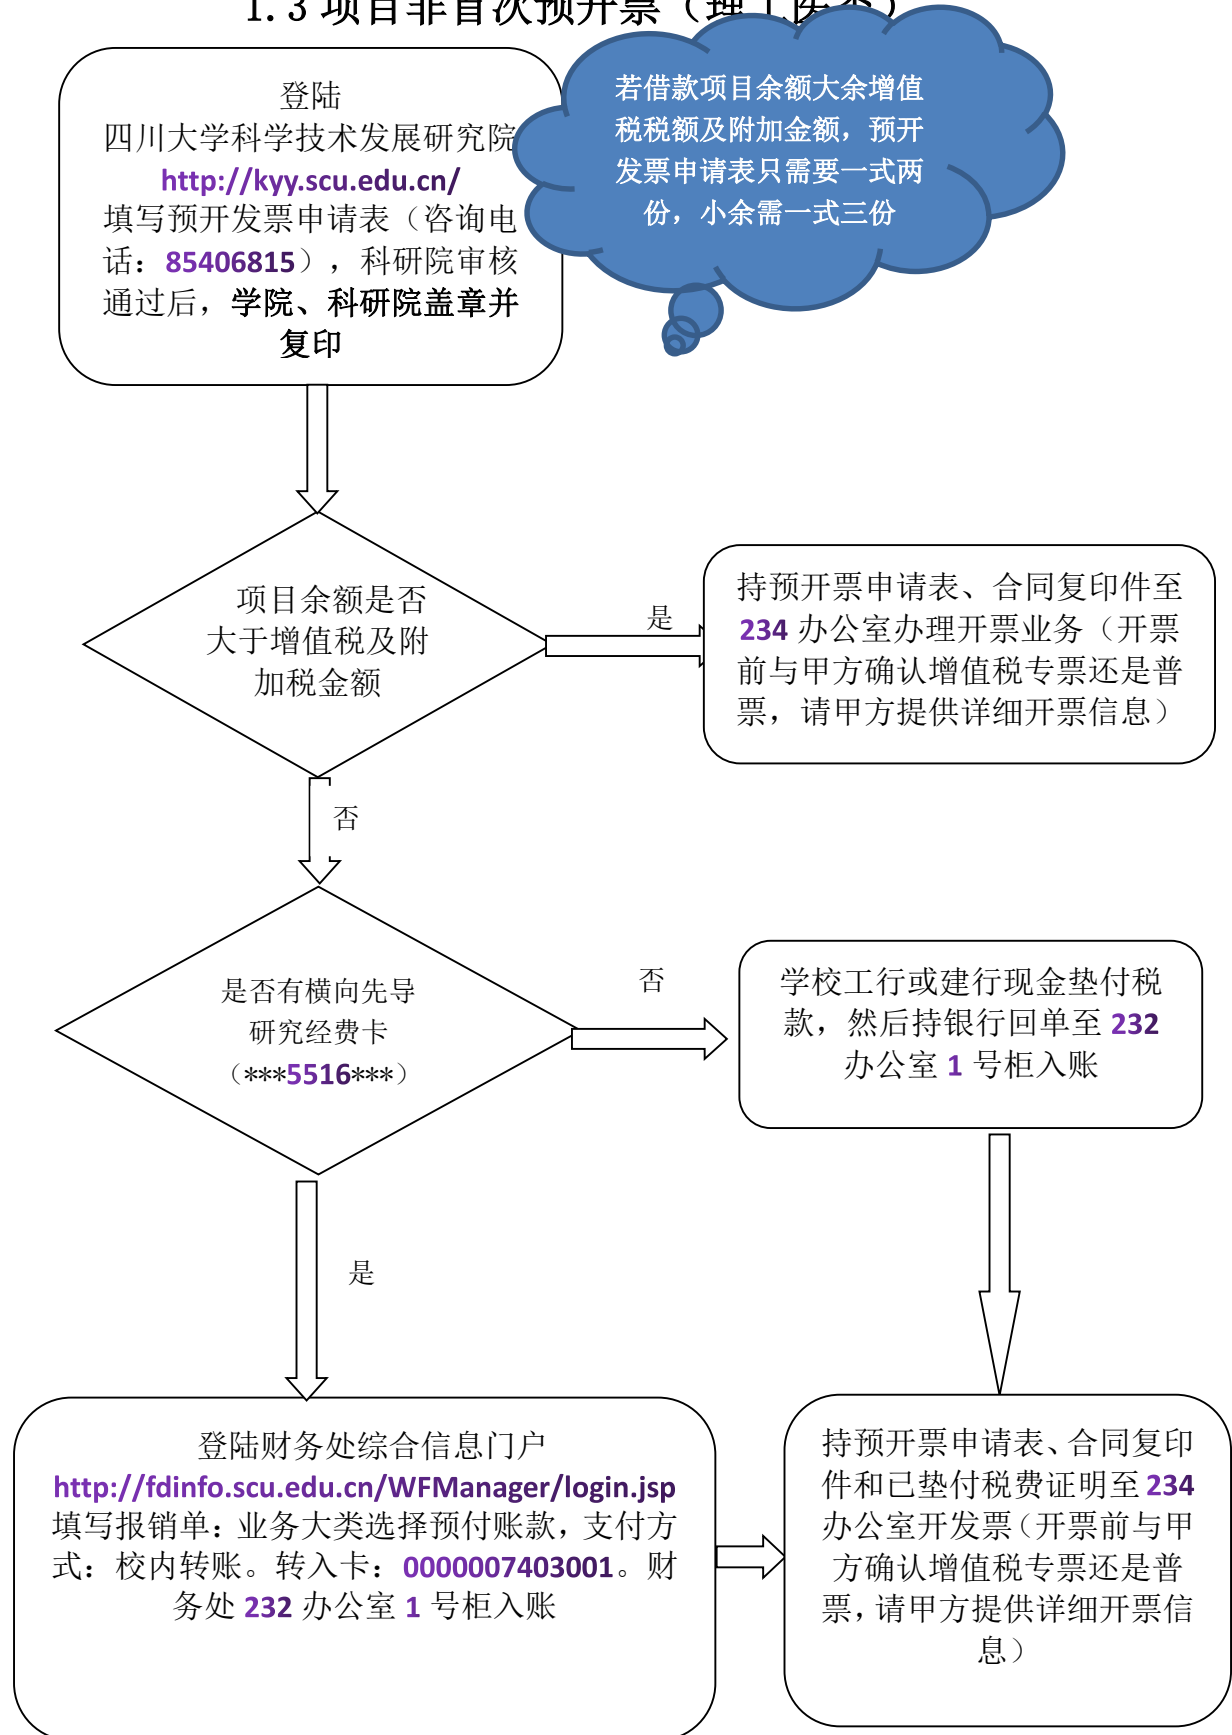 1.3 项目非首次预开票（理工医类）
登陆
四川大学科学技术发展研究院
http://kyy.scu.edu.cn/
填写预开发票申请表（咨询电
话：85406815），科研院审核
通过后，学院、科研院盖章并
复印
若借款项目余额大余增值
税税额及附加金额，预开
发票申请表只需要一式两
份，小余需一式三份
项目余额是否
大于增值税及附
加税金额
是
持预开票申请表、合同复印件至
234 办公室办理开票业务（开票
前与甲方确认增值税专票还是普
票，请甲方提供详细开票信息）
否
是否有横向先导
研究经费卡
（***5516***）
否
学校工行或建行现金垫付税
款，然后持银行回单至 232
办公室 1 号柜入账
是
登陆财务处综合信息门户
http://fdinfo.scu.edu.cn/WFManager/login.jsp
填写报销单：业务大类选择预付账款，支付方
式：校内转账。转入卡：0000007403001。财
务处 232 办公室 1 号柜入账
持预开票申请表、合同复印
件和已垫付税费证明至 234
办公室开发票（开票前与甲
方确认增值税专票还是普
票，请甲方提供详细开票信
息）